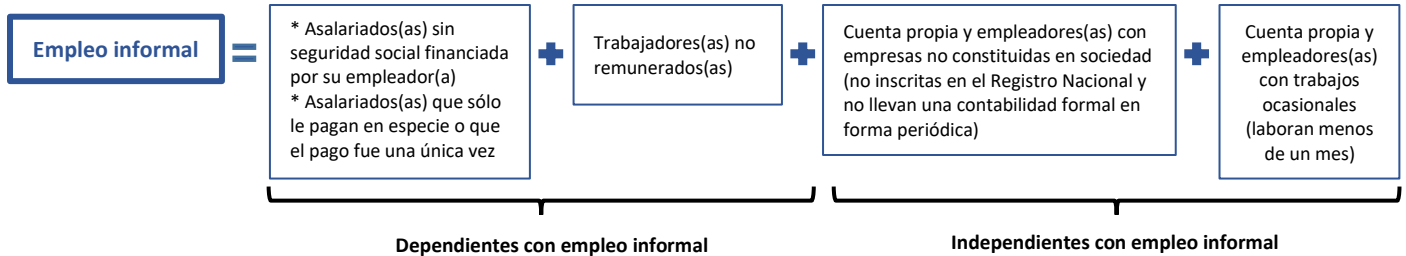 Empleo informal
* Asalariados(as) sin
seguridad social financiada
por su empleador(a)
* Asalariados(as) que sólo
le pagan en especie o que
el pago fue una única vez
Trabajadores(as) no
remunerados(as)
Cuenta propia y empleadores(as) con
empresas no constituidas en sociedad
(no inscritas en el Registro Nacional y
no llevan una contabilidad formal en
forma periódica)
Cuenta propia y
empleadores(as)
con trabajos
ocasionales
(laboran menos
de un mes)
Dependientes con empleo informal
Independientes con empleo informal